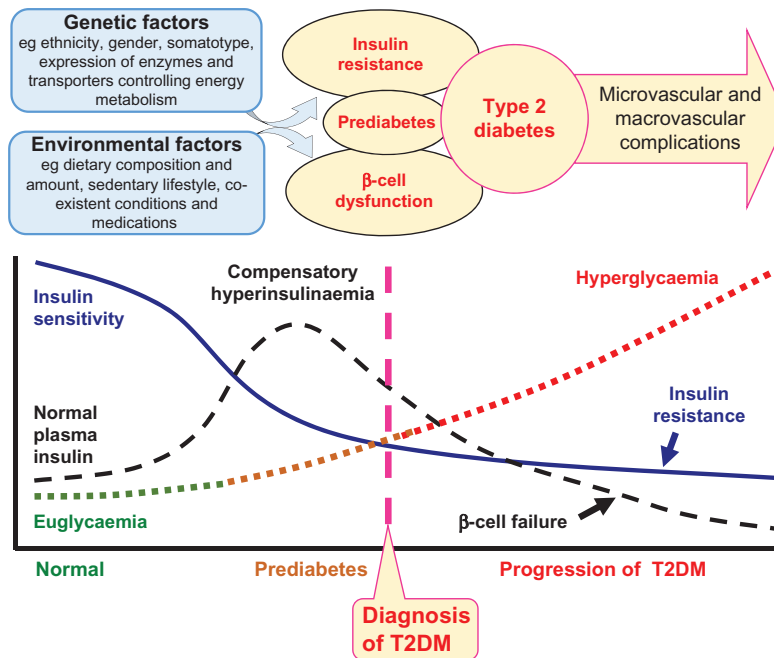 Genetic factors
eg ethnicity, gender, somatotype,
expression of enzymes and
transporters controlling energy
metabolism
Environmental factors
eg dietary composition and
amount, sedentary lifestyle, co-
existent conditions and
medications
Insulin
resistance
Prediabetes
β-cell
dysfunction
Type 2
diabetes
Microvascular and
macrovascular
complications
Insulin
sensitivity
Compensatory
hyperinsulinaemia
Hyperglycaemia
Normal
plasma
insulin
Insulin
resistance
Euglycaemia
β-cell failure
Normal
Prediabetes
Progression of T2DM
Diagnosis
of T2DM